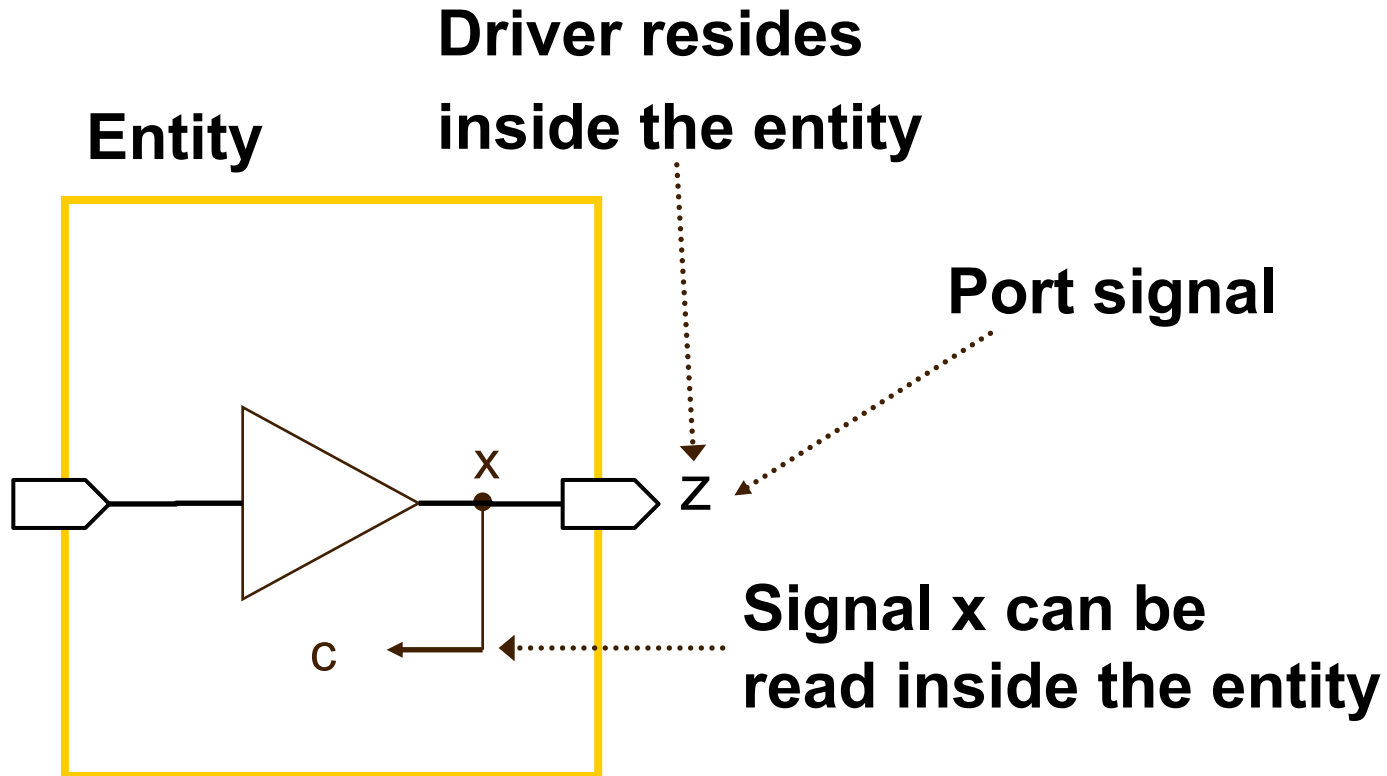 Driver resides
inside the entity
Entity
Port signal
x
z
Signal x can be
read inside the entity
c